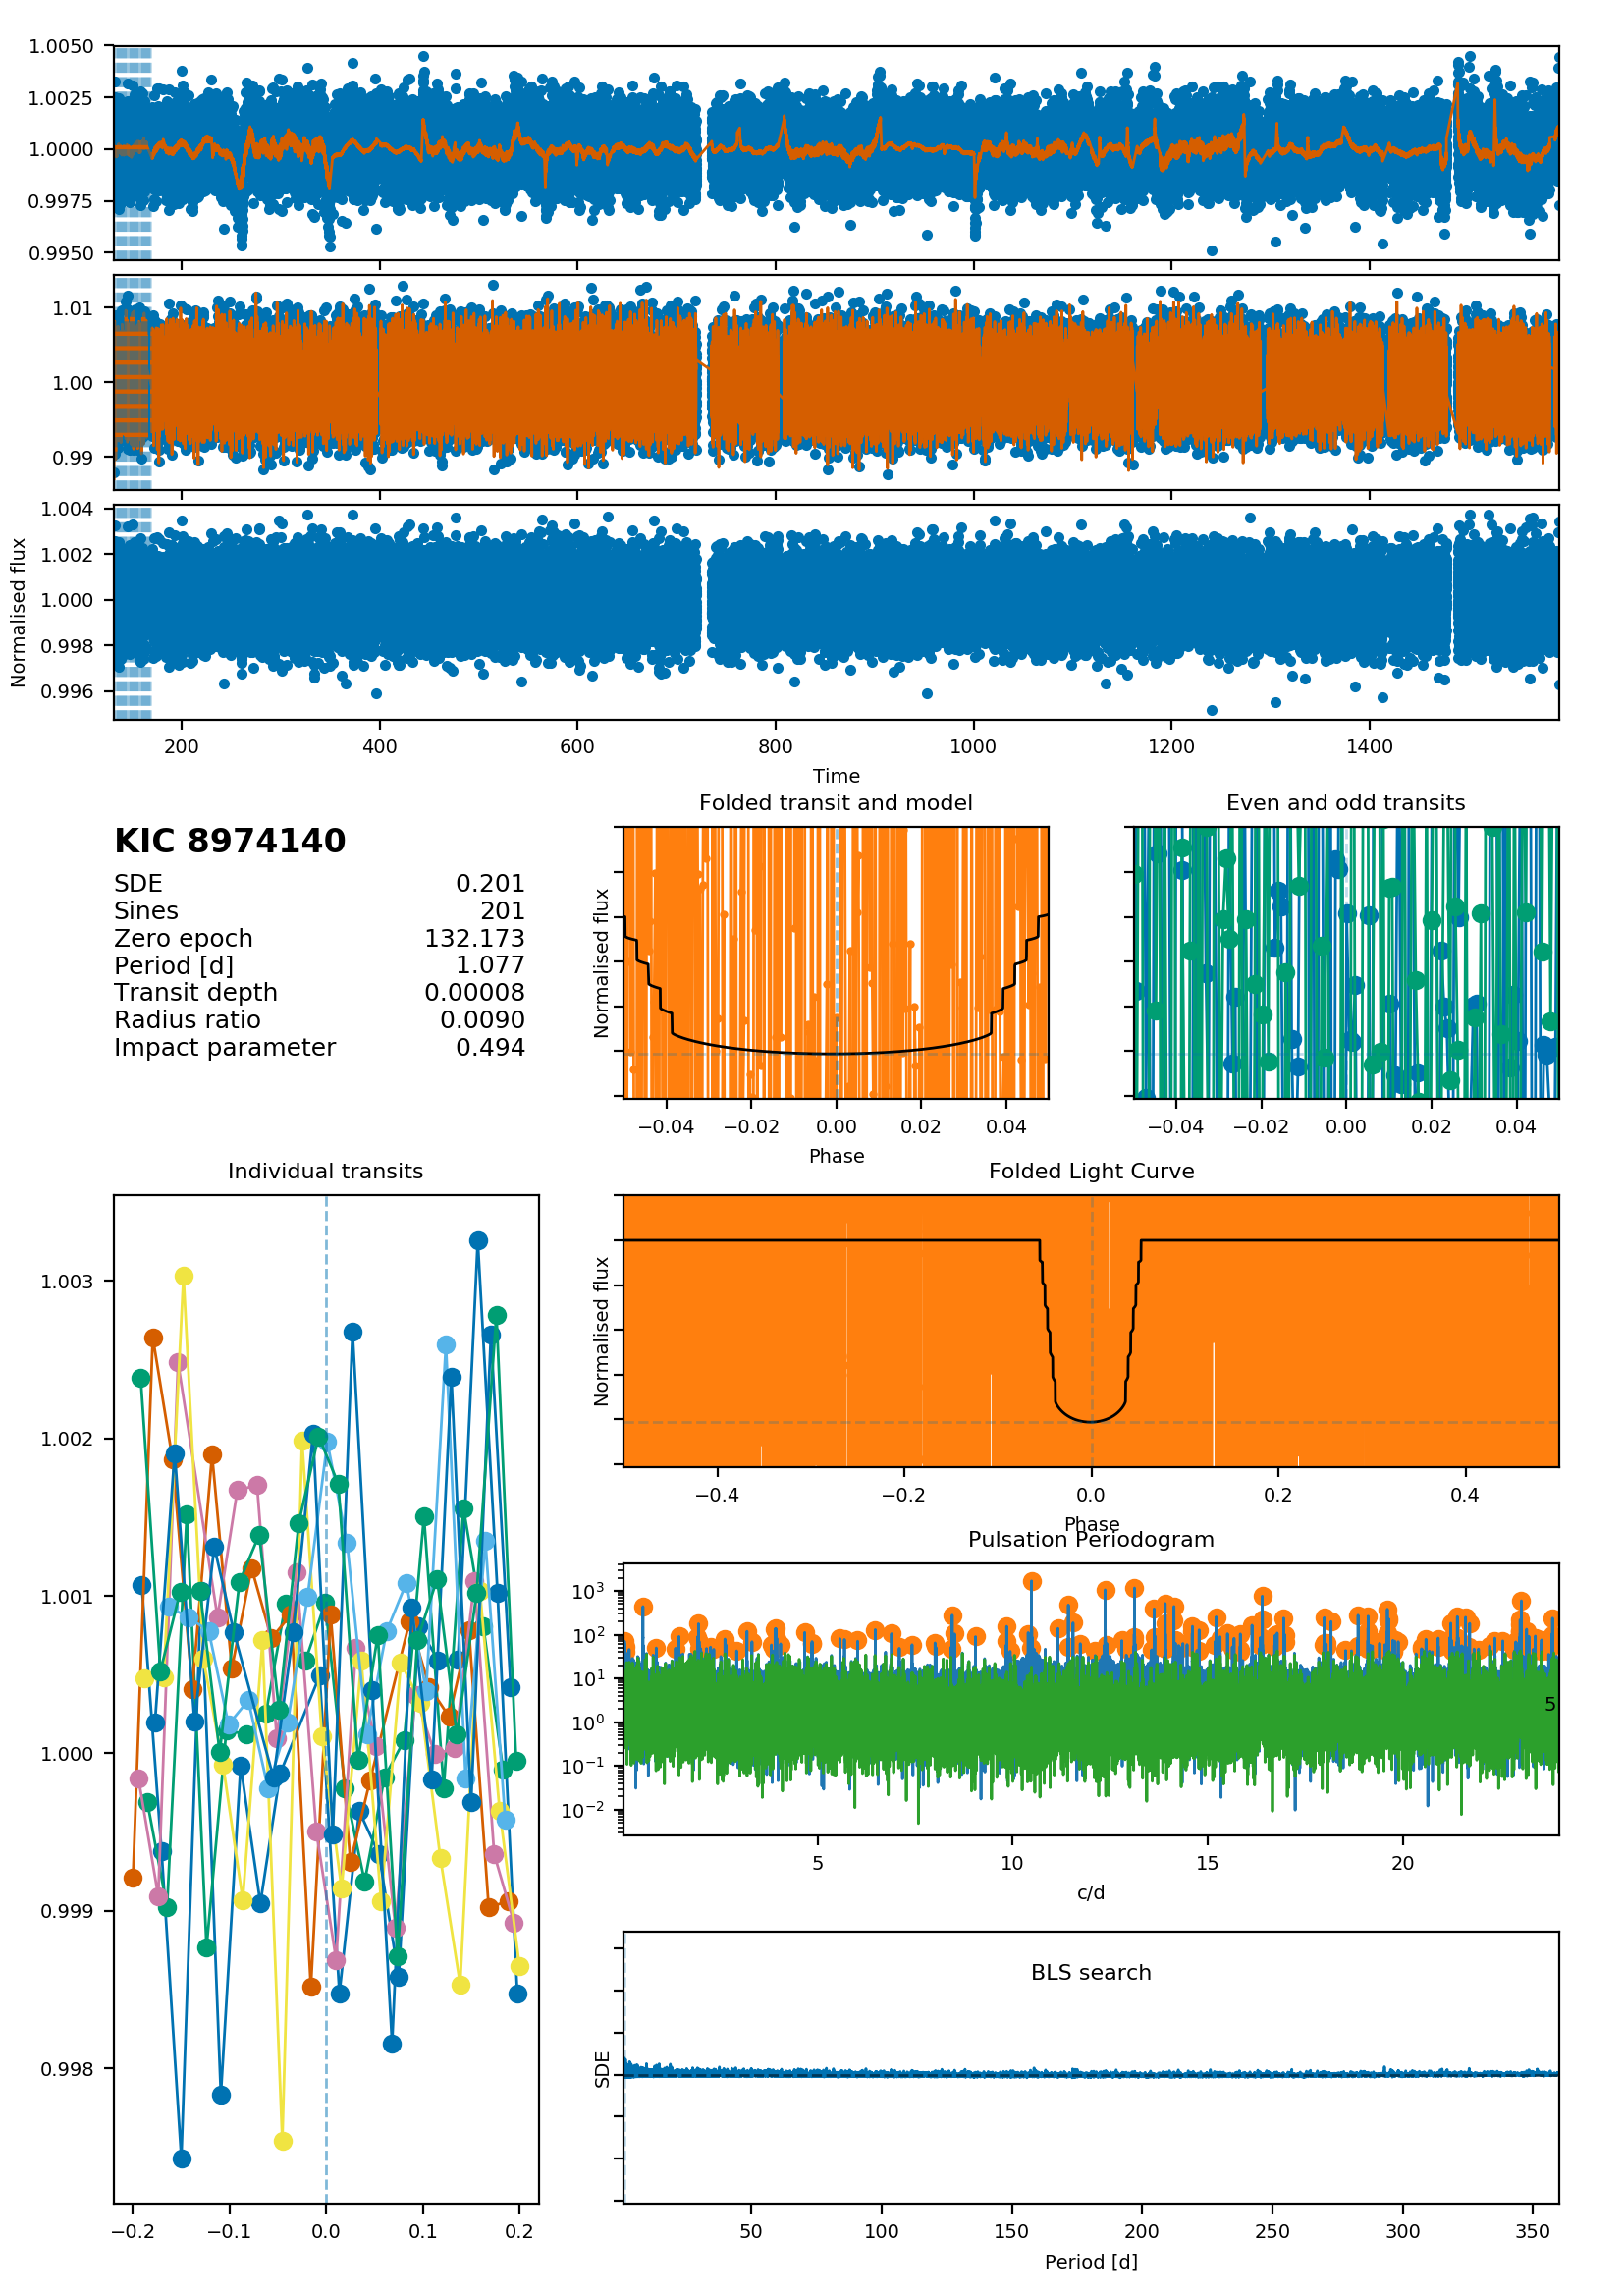 1.0050
1.0025
1.0000
0.9975
0.9950
1.01
1.00
0.99
1.004
1.002
1.000
0.998
0.996
Normalised flux
200 400 600 800 1000 1200 1400
Time
KIC 8974140
SDE 0.201
Sines 201
Zero epoch 132.173
Period [d] 1.077
Transit depth 0.00008
Radius ratio 0.0090
Impact parameter 0.494
Folded transit and model
Normalised flux
−0.04 −0.02 0.00 0.02 0.04
Phase
Even and odd transits
−0.04 −0.02 0.00 0.02 0.04
Individual transits
1.003
1.002
1.001
1.000
0.999
0.998
−0.2 −0.1 0.0 0.1 0.2
Folded Light Curve
Normalised flux
−0.4 −0.2 0.0 0.2 0.4
Phase
Pulsation Periodogram
10³
10²
10¹
10⁰
10⁻¹
10⁻²
5
5 10 15 20
c/d
BLS search
SDE
50 100 150 200 250 300 350
Period [d]